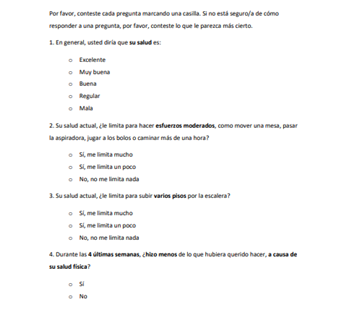 Por favor, conteste cada pregunta marcando una casilla. Si no está seguro/a de cómo
responder a una pregunta, por favor, conteste lo que le parezca más cierto.
1. En general, usted diría que su salud es:
○ Excelente
○ Muy buena
○ Buena
○ Regular
○ Mala
2. Su salud actual, ¿le limita para hacer esfuerzos moderados, como mover una mesa, pasar
la aspiradora, jugar a los bolos o caminar más de una hora?
○ Sí, me limita mucho
○ Sí, me limita un poco
○ No, no me limita nada
3. Su salud actual, ¿le limita para subir varios pisos por la escalera?
○ Sí, me limita mucho
○ Sí, me limita un poco
○ No, no me limita nada
4. Durante las 4 últimas semanas, ¿hizo menos de lo que hubiera querido hacer, a causa de
su salud física?
○ Sí
○ No